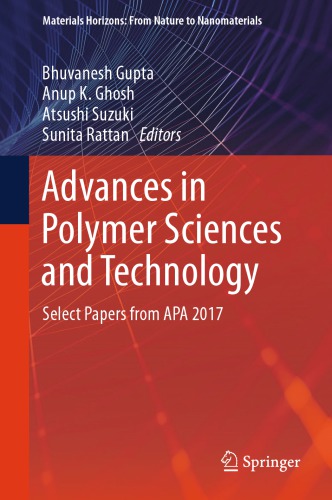 Materials Horizons: From Nature to Nanomaterials
Bhuvanesh Gupta
Anup K. Ghosh
Atsushi Suzuki
Sunita Rattan Editors
Advances in
Polymer Sciences
and Technology
Select Papers from APA 2017
Springer